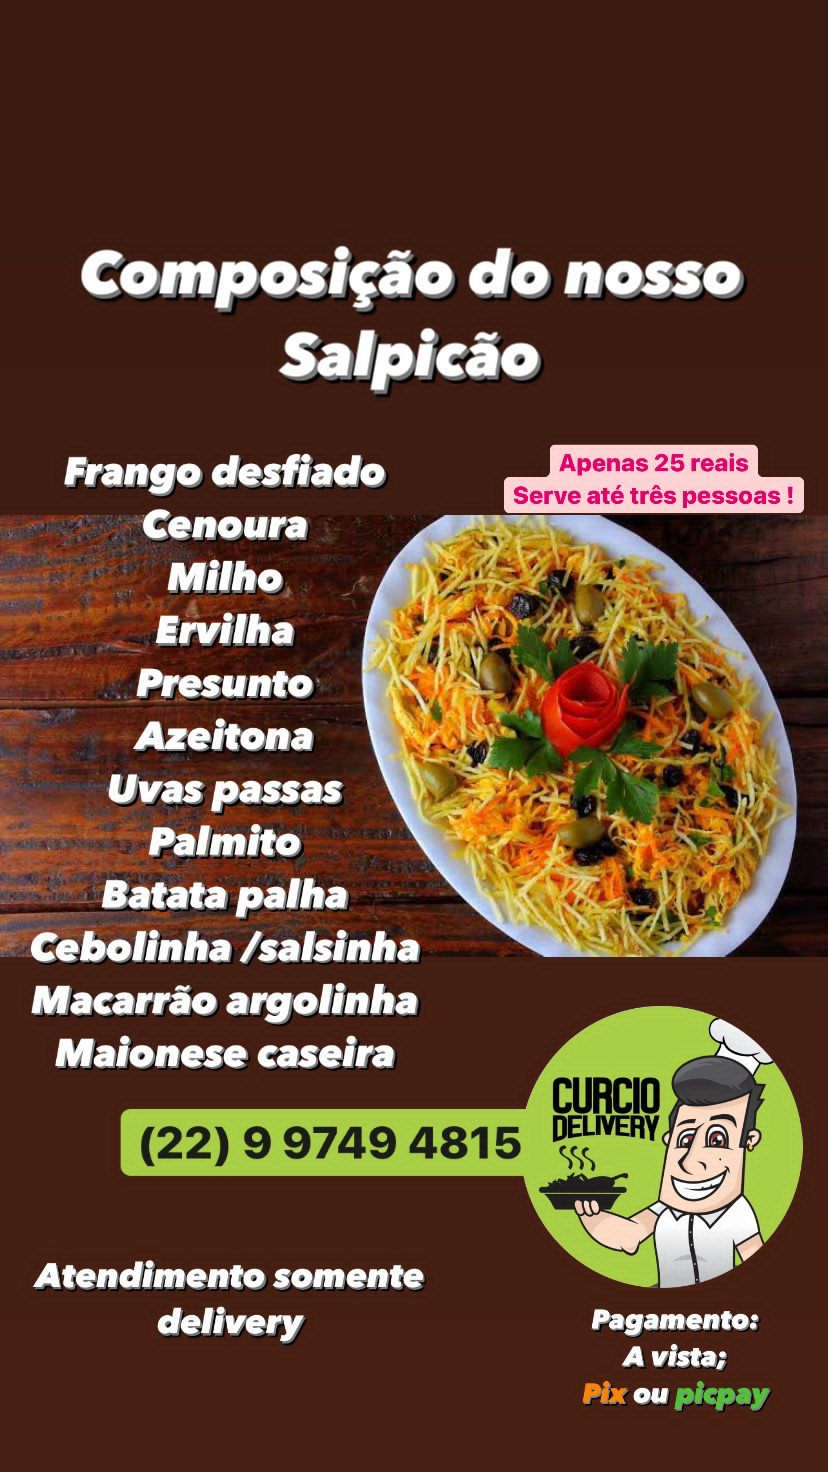 Composição do nosso
Salpicão
Apenas 25 reais
Serve até três pessoas !
Frango desfiado
Cenoura
Milho
Ervilha
Presunto
Azeitona
Uvas passas
Palmito
Batata palha
Cebolinha /salsinha
Macarrão argolinha
Maionese caseira
CURCIO
DELIVERY
(22) 9 9749 4815
Atendimento somente
delivery
Pagamento:
A vista;
Pix ou picpay